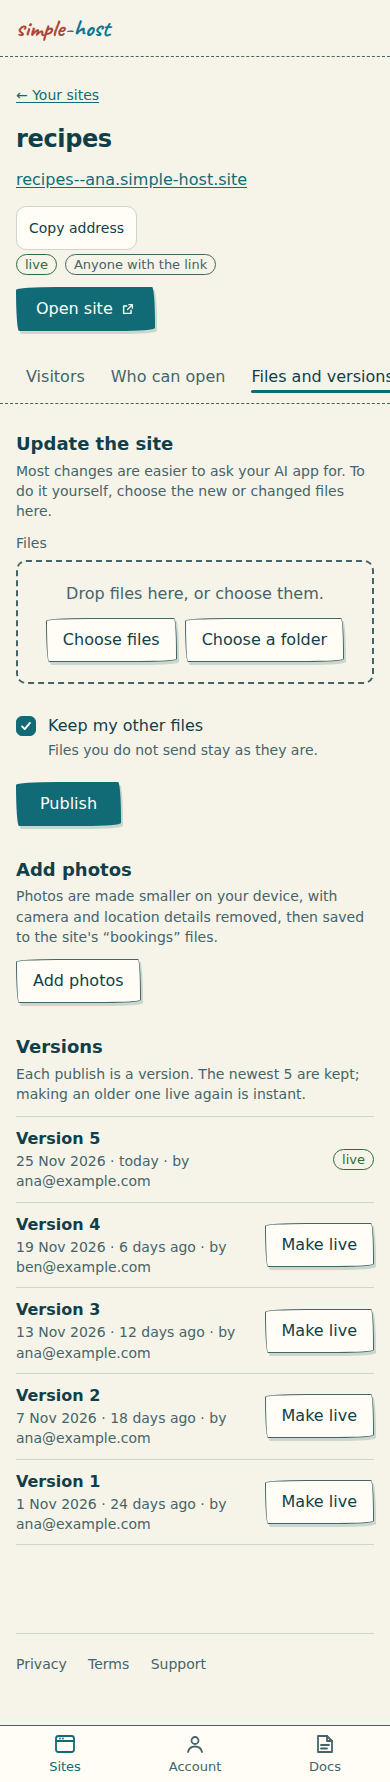 simple-host
← Your sites
recipes
recipes--ana.simple-host.site
Copy address
live Anyone with the link
Open site
Visitors Who can open Files and versions
Update the site
Most changes are easier to ask your AI app for. To
do it yourself, choose the new or changed files
here.
Files
Drop files here, or choose them.
Choose files Choose a folder
Keep my other files
Files you do not send stay as they are.
Publish
Add photos
Photos are made smaller on your device, with
camera and location details removed, then saved
to the site's “bookings” files.
Add photos
Versions
Each publish is a version. The newest 5 are kept;
making an older one live again is instant.
Version 5
25 Nov 2026 · today · by
ana@example.com
live
Version 4
19 Nov 2026 · 6 days ago · by
ben@example.com
Make live
Version 3
13 Nov 2026 · 12 days ago · by
ana@example.com
Make live
Version 2
7 Nov 2026 · 18 days ago · by
ana@example.com
Make live
Version 1
1 Nov 2026 · 24 days ago · by
ana@example.com
Make live
Privacy Terms Support
Sites Account Docs